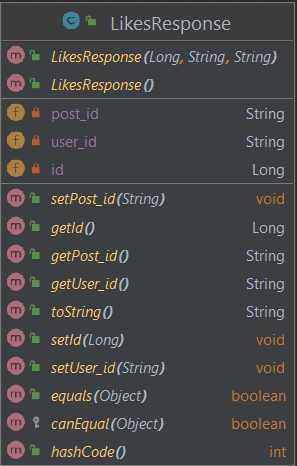 C LikesResponse
m LikesResponse(Long, String, String)
m LikesResponse()
f post_id String
f user_id String
f id Long
m setPost_id(String) void
m getId() Long
m getPost_id() String
m getUser_id() String
m toString() String
m setId(Long) void
m setUser_id(String) void
m equals(Object) boolean
m canEqual(Object) boolean
m hashCode() int